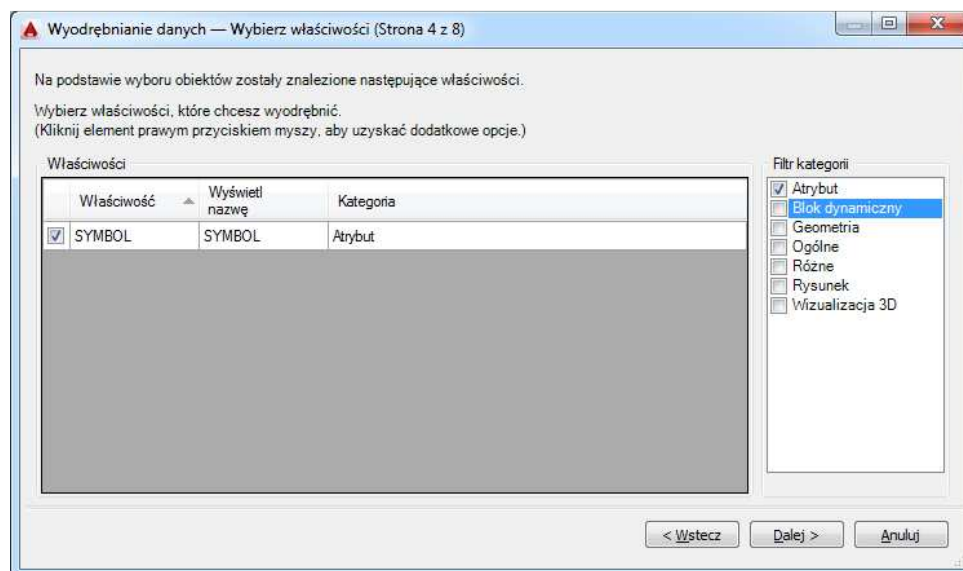 Wyodrębnianie danych — Wybierz właściwości (Strona 4 z 8)
Na podstawie wyboru obiektów zostały znalezione następujące właściwości.
Wybierz właściwości, które chcesz wyodrębnić.
(Kliknij element prawym przyciskiem myszy, aby uzyskać dodatkowe opcje.)
Właściwości
Właściwość
Wyświetl
nazwę
Kategoria
SYMBOL SYMBOL Atrybut
Filtr kategorii
Atrybut
Blok dynamiczny
Geometria
Ogólne
Różne
Rysunek
Wizualizacja 3D
< Wstecz Dalej > Anuluj